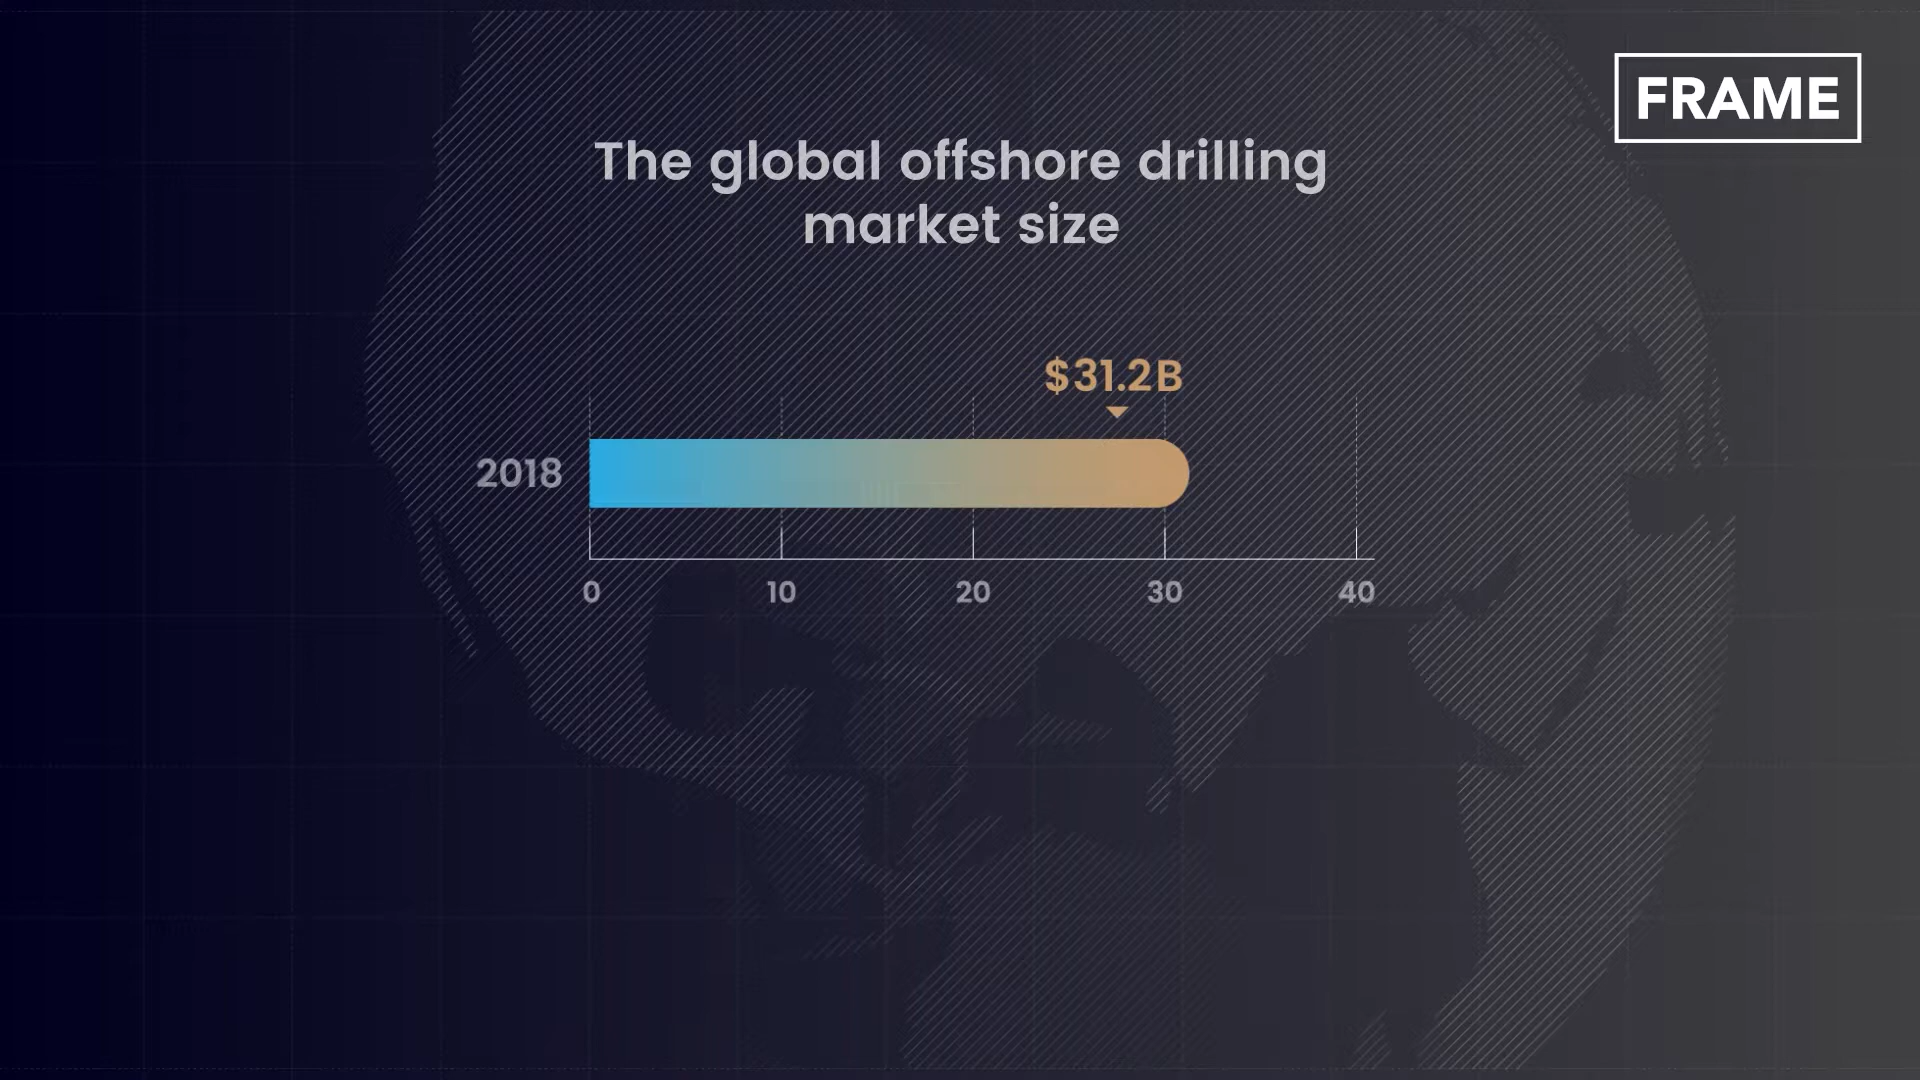 FRAME
The global offshore drilling
market size
$31.2B
2018
0 10 20 30 40